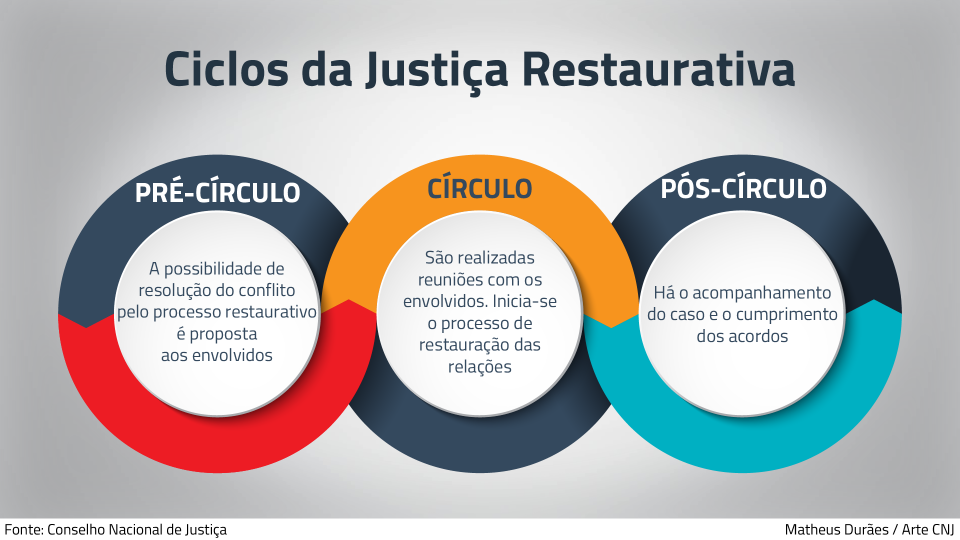 Ciclos da Justiça Restaurativa
PRÉ-CÍRCULO
A possibilidade de
resolução do conflito
pelo processo restaurativo
é proposta
aos envolvidos
CÍRCULO
São realizadas
reuniões com os
envolvidos. Inicia-se
o processo de
restauração das
relações
PÓS-CÍRCULO
Há o acompanhamento
do caso e o cumprimento
dos acordos
Fonte: Conselho Nacional de Justiça
Matheus Durães / Arte CNJ